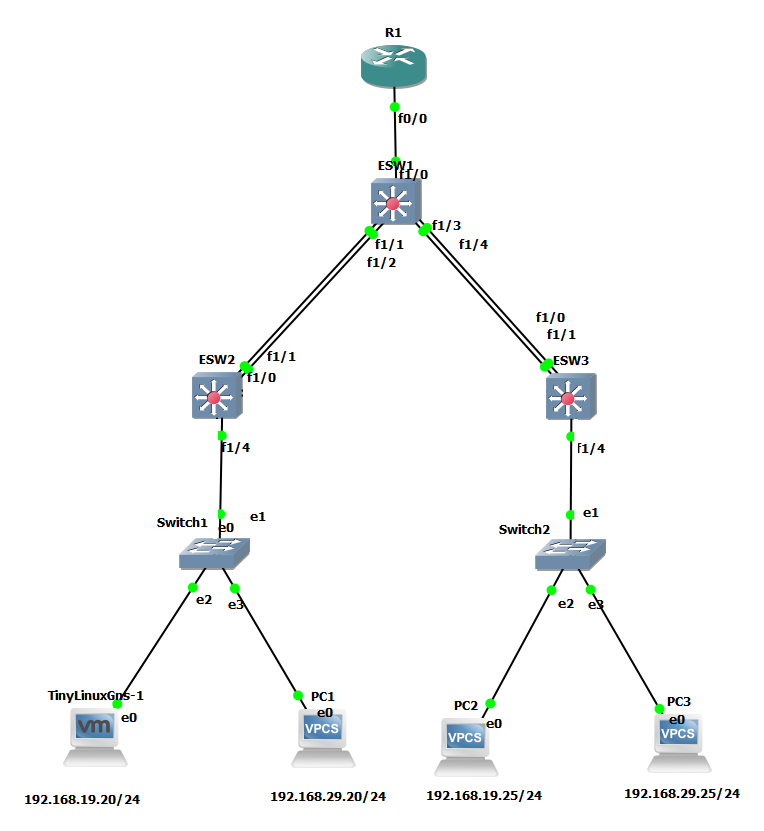 R1
f0/0
ESW1
f1/0
f1/3
f1/1
f1/4
f1/2
f1/0
f1/1
ESW2
f1/1
ESW3
f1/0
f1/4
f1/4
e1
e1
Switch1
e0
Switch2
e2
e3
e2
e3
TinyLinuxGns-1
PC1
PC2
PC3
e0
e0
e0
e0
vm
VPCS
VPCS
VPCS
192.168.19.20/24
192.168.29.20/24
192.168.19.25/24
192.168.29.25/24